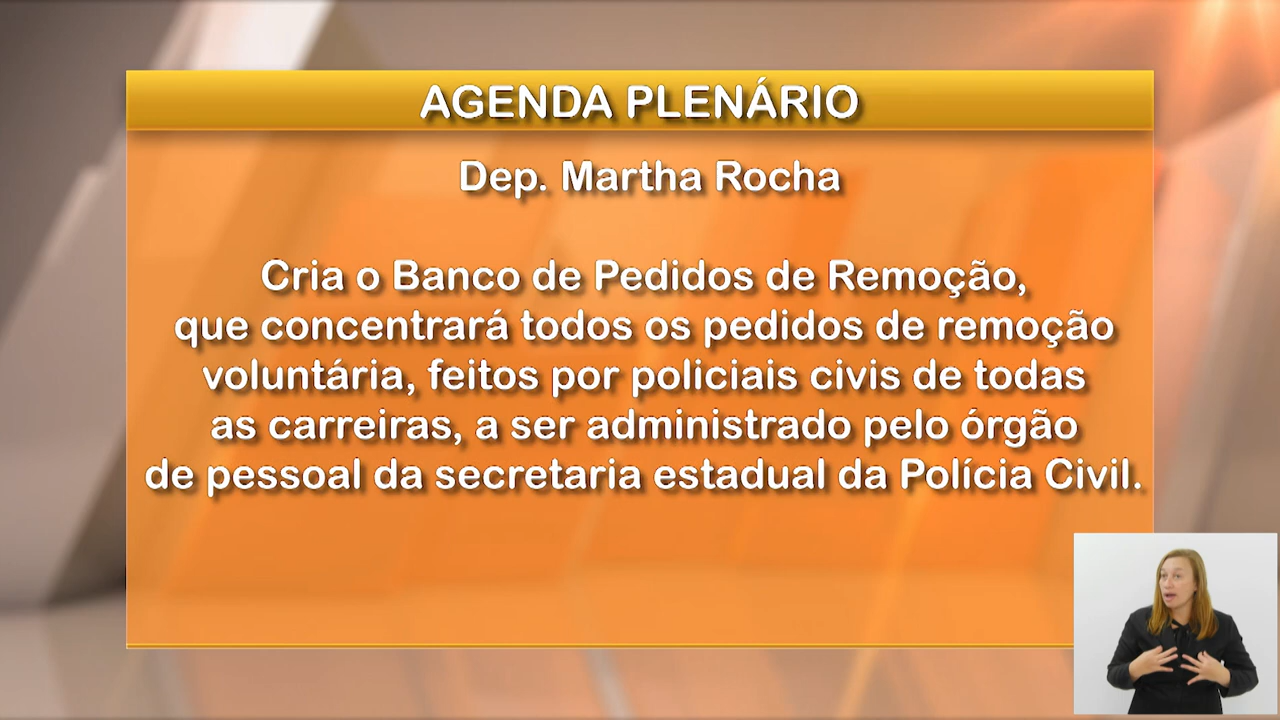 AGENDA PLENÁRIO
Dep. Martha Rocha
Cria o Banco de Pedidos de Remoção,
que concentrará todos os pedidos de remoção
voluntária, feitos por policiais civis de todas
as carreiras, a ser administrado pelo órgão
de pessoal da secretaria estadual da Polícia Civil.